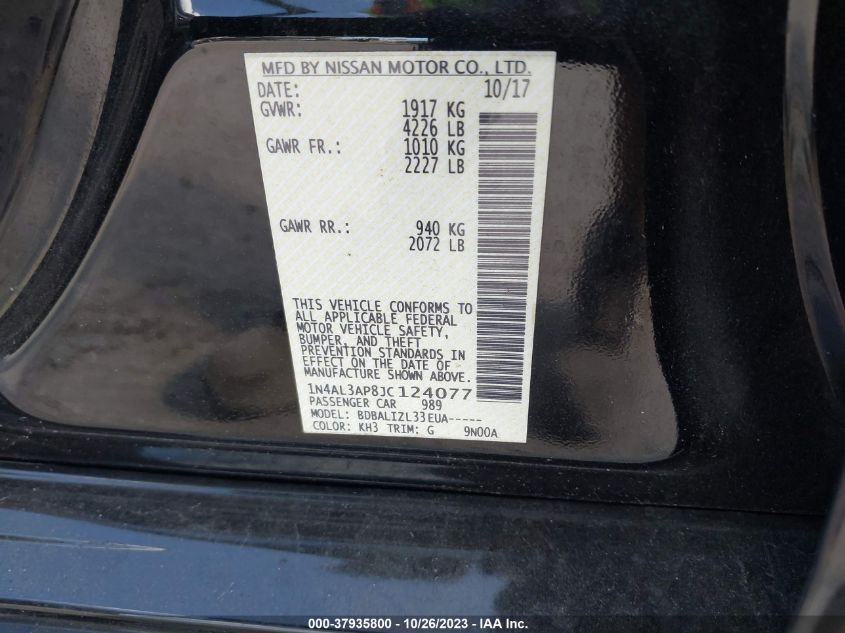 MFD BY NISSAN MOTOR CO., LTD.
DATE: 10/17
GVWR: 1917 KG
4226 LB
GAWR FR.: 1010 KG
2227 LB
GAWR RR.: 940 KG
2072 LB
THIS VEHICLE CONFORMS TO
ALL APPLICABLE FEDERAL
MOTOR VEHICLE SAFETY,
BUMPER, AND THEFT
PREVENTION STANDARDS IN
EFFECT ON THE DATE OF
MANUFACTURE SHOWN ABOVE.
1N4AL3AP8JC124077
PASSENGER CAR 989
MODEL: BDBALIZL33EUA-----
COLOR: KH3 TRIM: G 9N00A
000-37935800 - 10/26/2023 - IAA Inc.